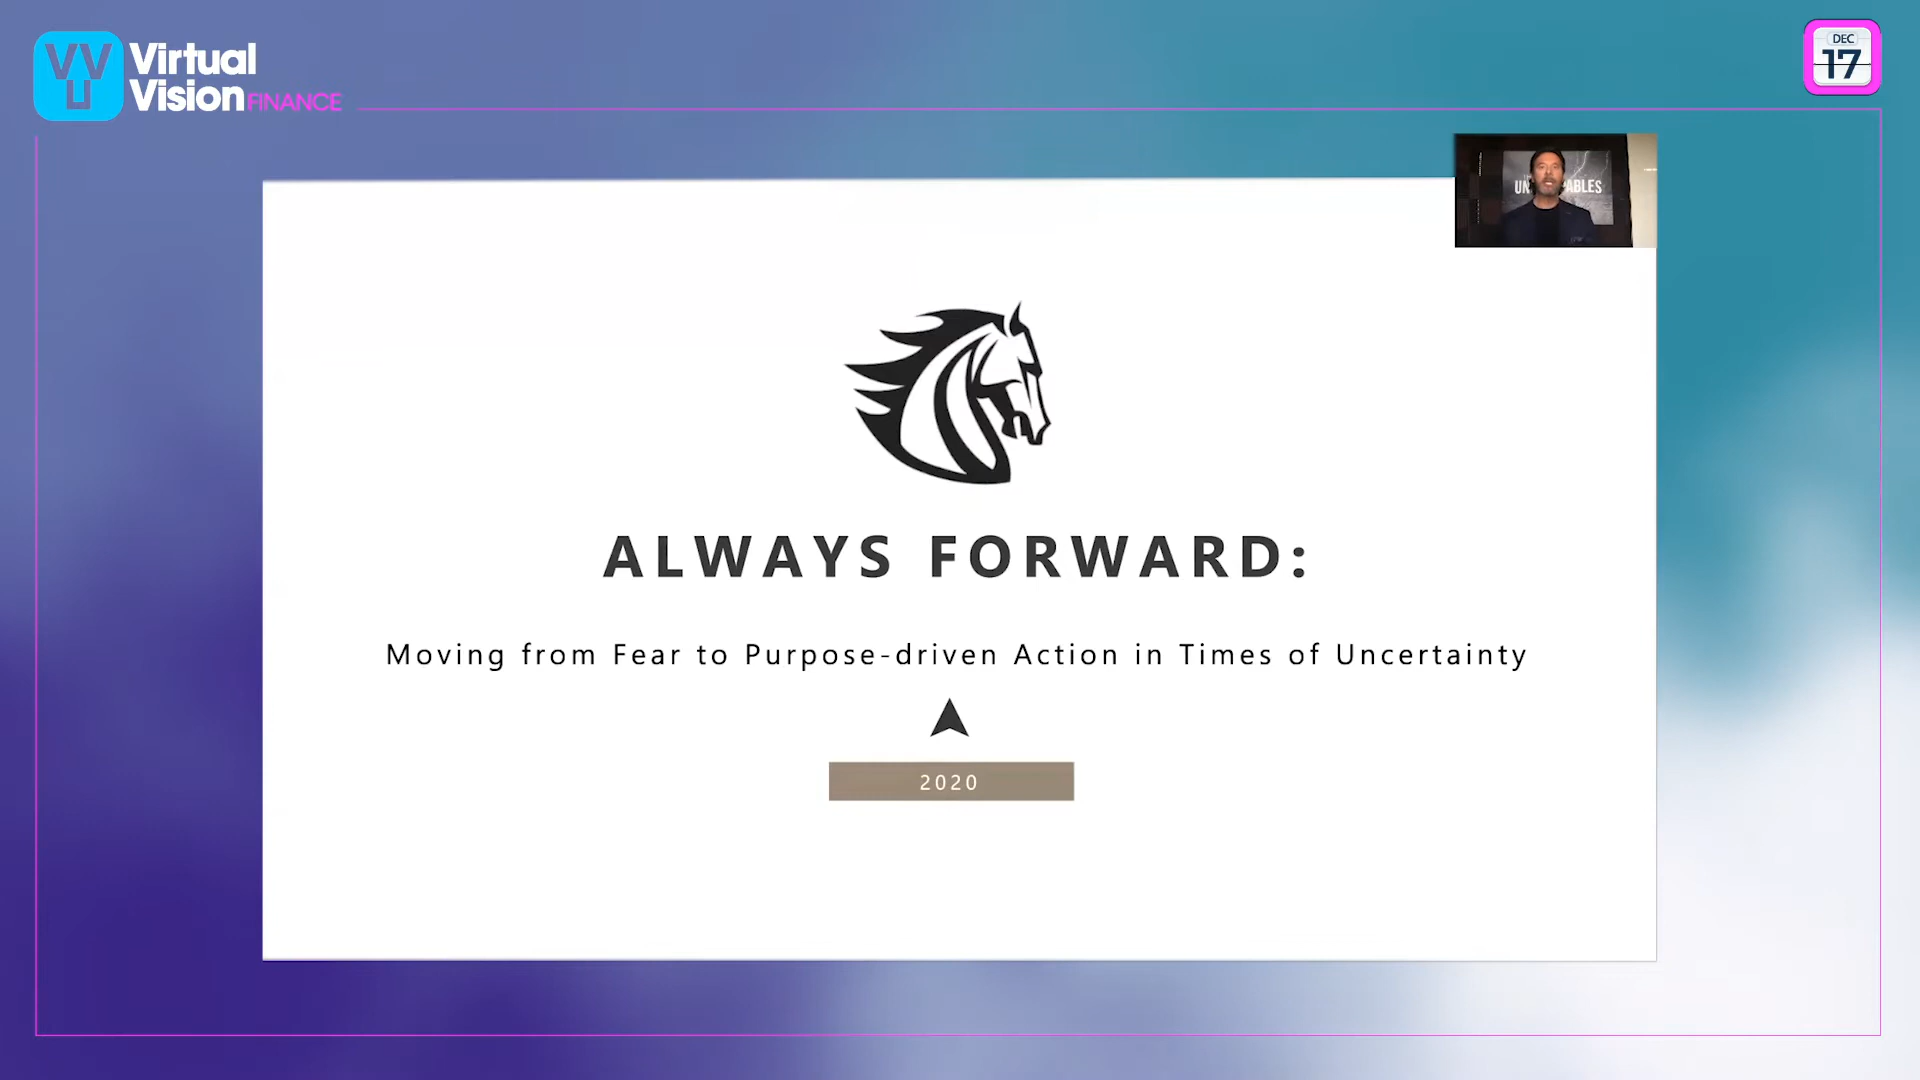 VVU
Virtual
Vision FINANCE
DEC
17
ALWAYS FORWARD:
Moving from Fear to Purpose-driven Action in Times of Uncertainty
2020